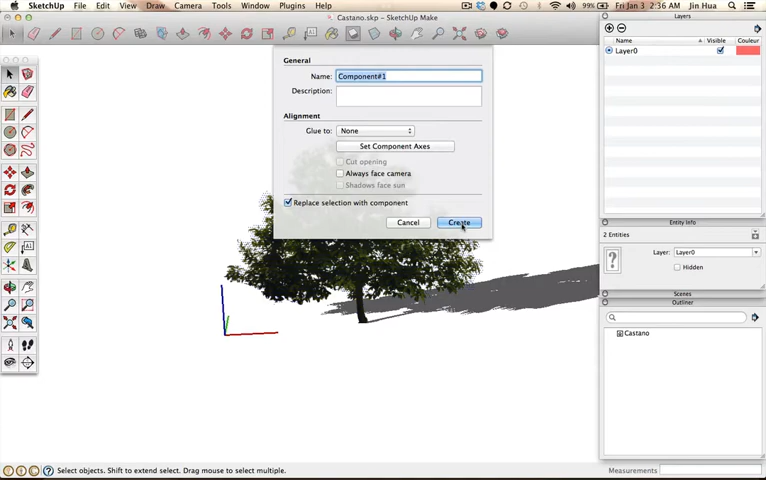 SketchUp File Edit Camera Tools Window Plugins Help 99% Fri Jan 3 2:36 AM Jin Hua
Castano.skp – SketchUp Make
General
Name: Component#1
Description:
Alignment
Glue to: None
Set Component Axes
Cut opening
Always face camera
Shadows face sun
Replace selection with component
Cancel Create
Layers
Name Visible Couleur
Layer0
Entity Info
2 Entities
Layer: Layer0
Hidden
Scenes
Outliner
Castano
Select objects. Shift to extend select. Drag mouse to select multiple.
Measurements